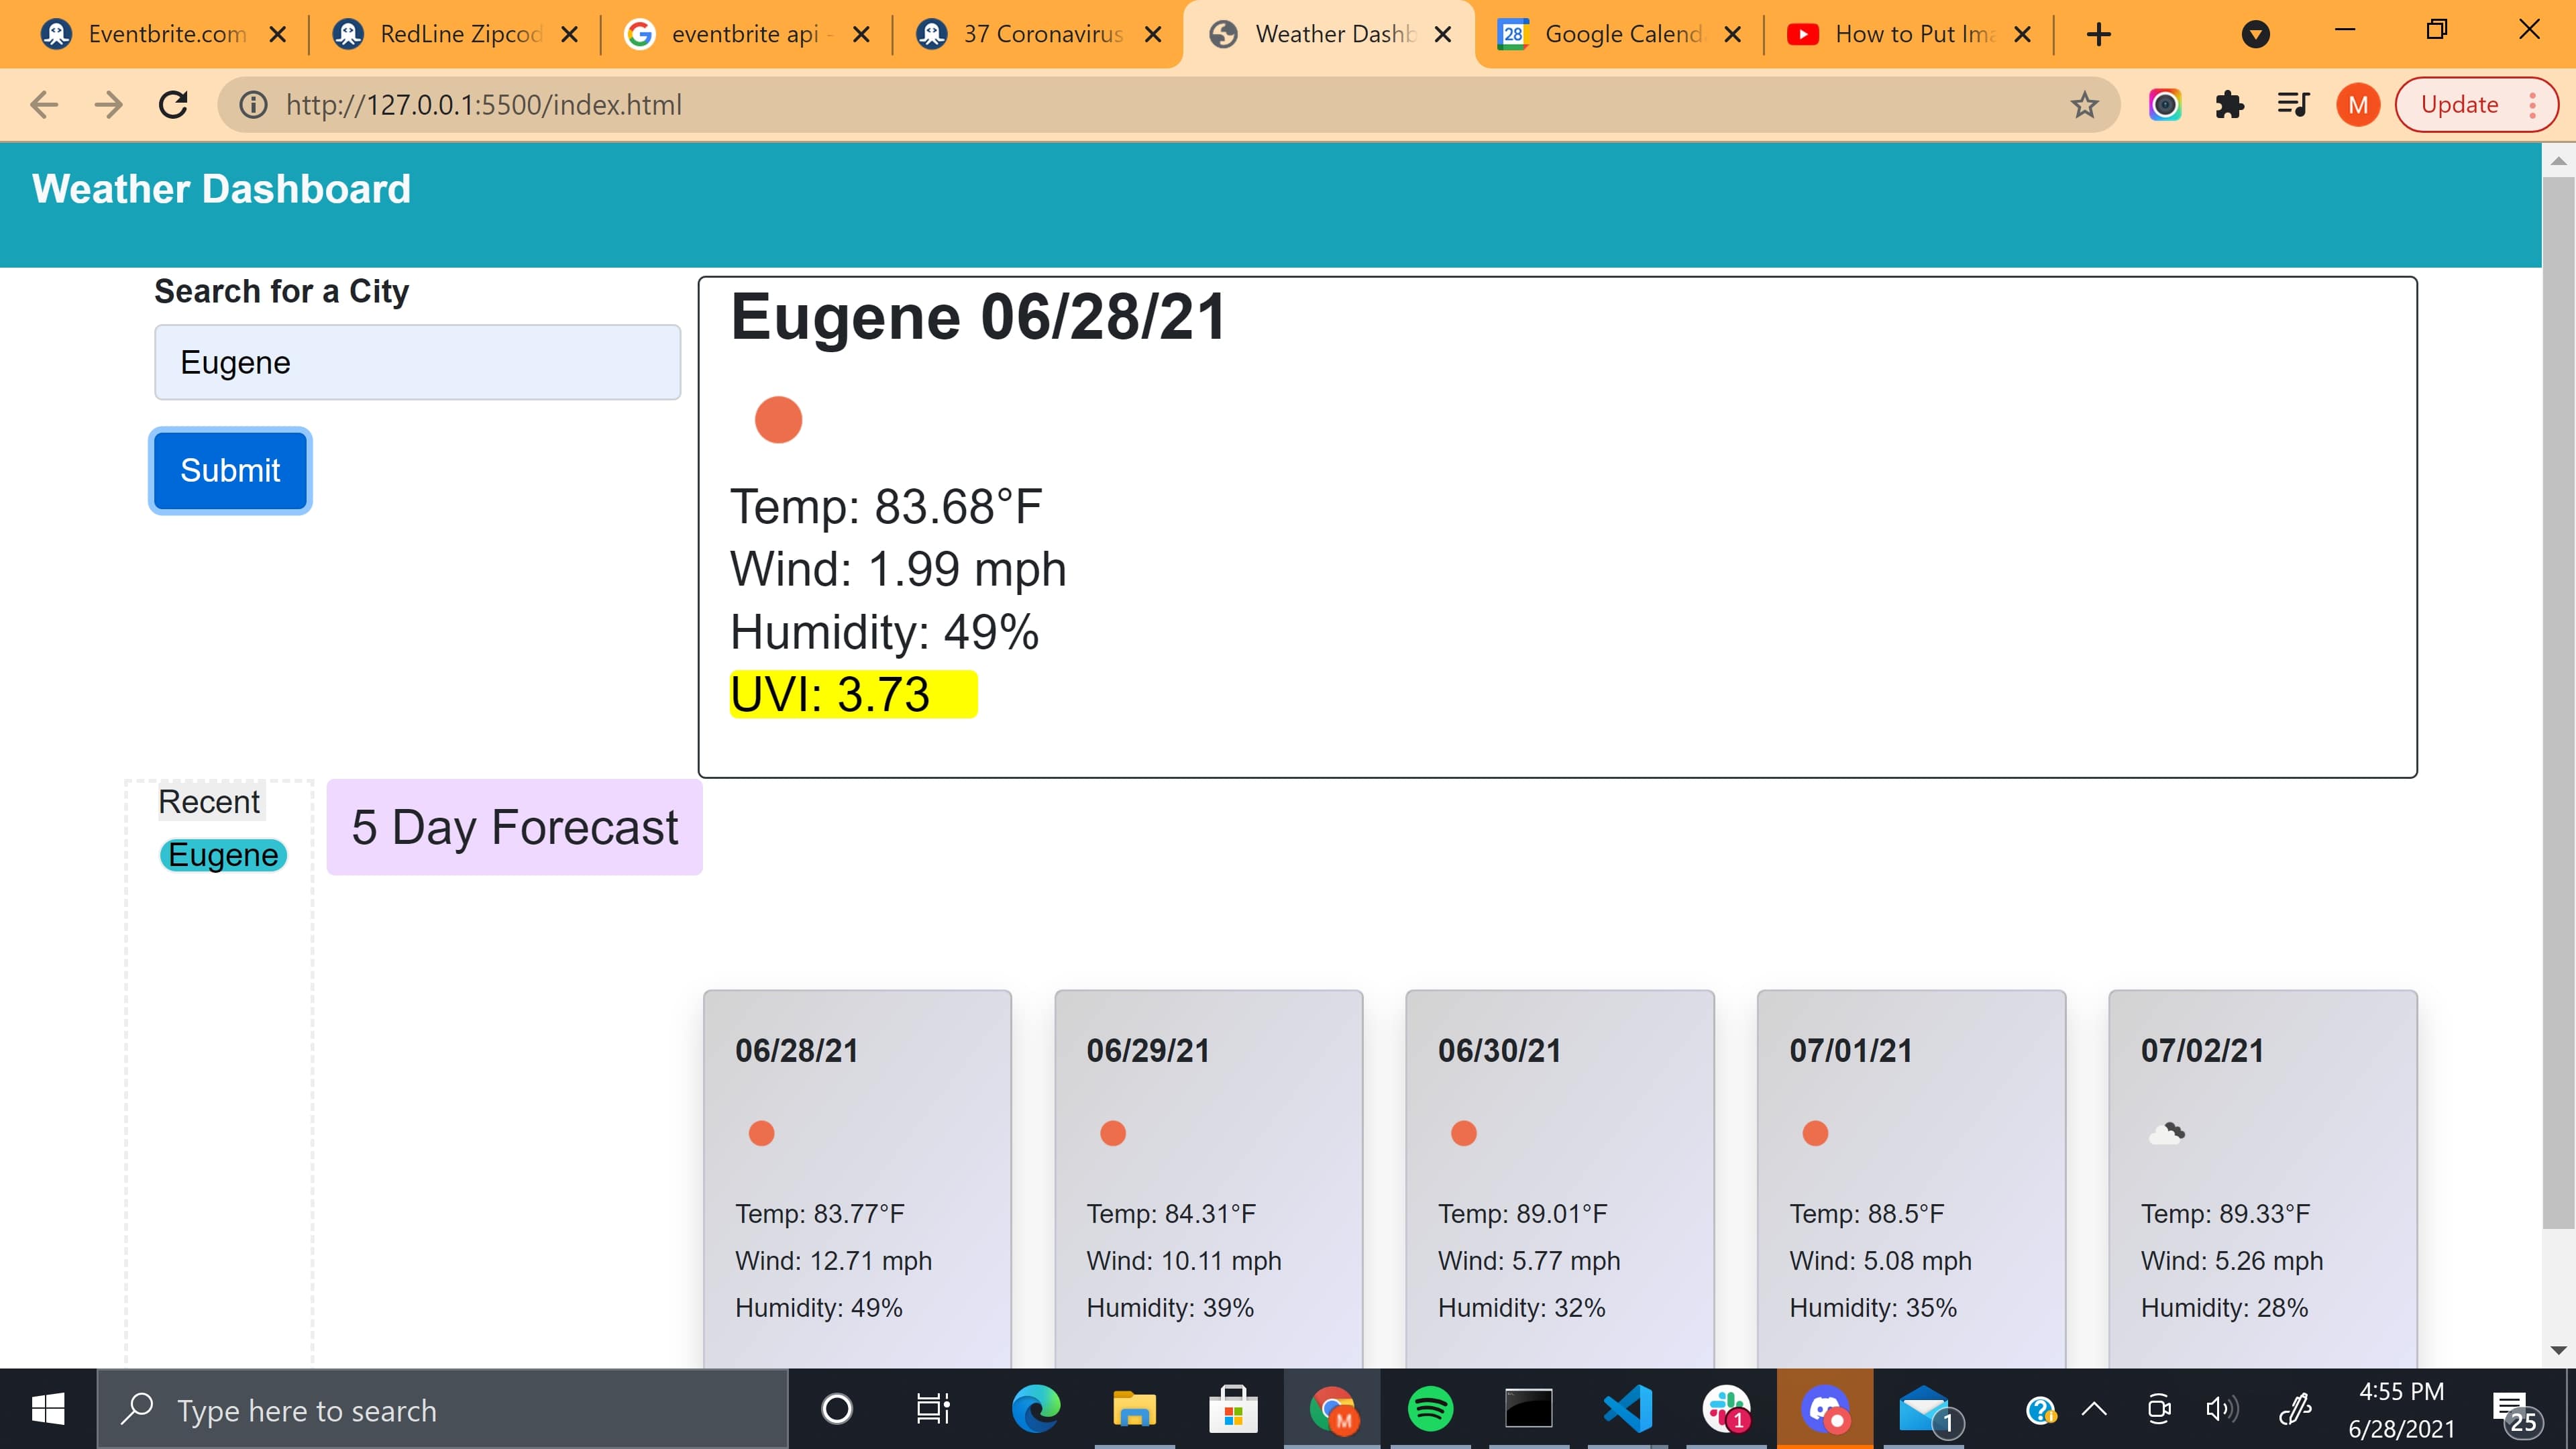 Eventbrite.com
RedLine Zipcod
eventbrite api -
37 Coronavirus
Weather Dashb
28
Google Calend
How to Put Ima
http://127.0.0.1:5500/index.html
M
Update
Weather Dashboard
Search for a City
Eugene
Submit
Eugene 06/28/21
Temp: 83.68°F
Wind: 1.99 mph
Humidity: 49%
UVI: 3.73
Recent
Eugene
5 Day Forecast
06/28/21
Temp: 83.77°F
Wind: 12.71 mph
Humidity: 49%
06/29/21
Temp: 84.31°F
Wind: 10.11 mph
Humidity: 39%
06/30/21
Temp: 89.01°F
Wind: 5.77 mph
Humidity: 32%
07/01/21
Temp: 88.5°F
Wind: 5.08 mph
Humidity: 35%
07/02/21
Temp: 89.33°F
Wind: 5.26 mph
Humidity: 28%
Type here to search
M
1
1
4:55 PM
6/28/2021
25